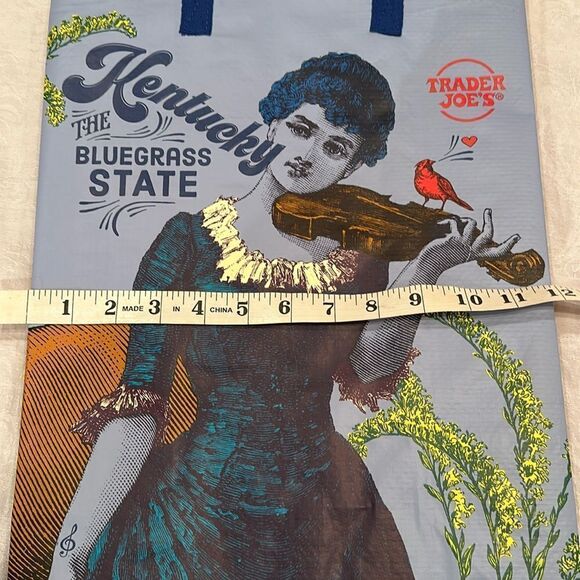 Kentucky
THE
BLUEGRASS
STATE
TRADER
JOE'S®
1 2 MADE 3 IN 4 CHINA 5 6 7 8 9 10 11 12